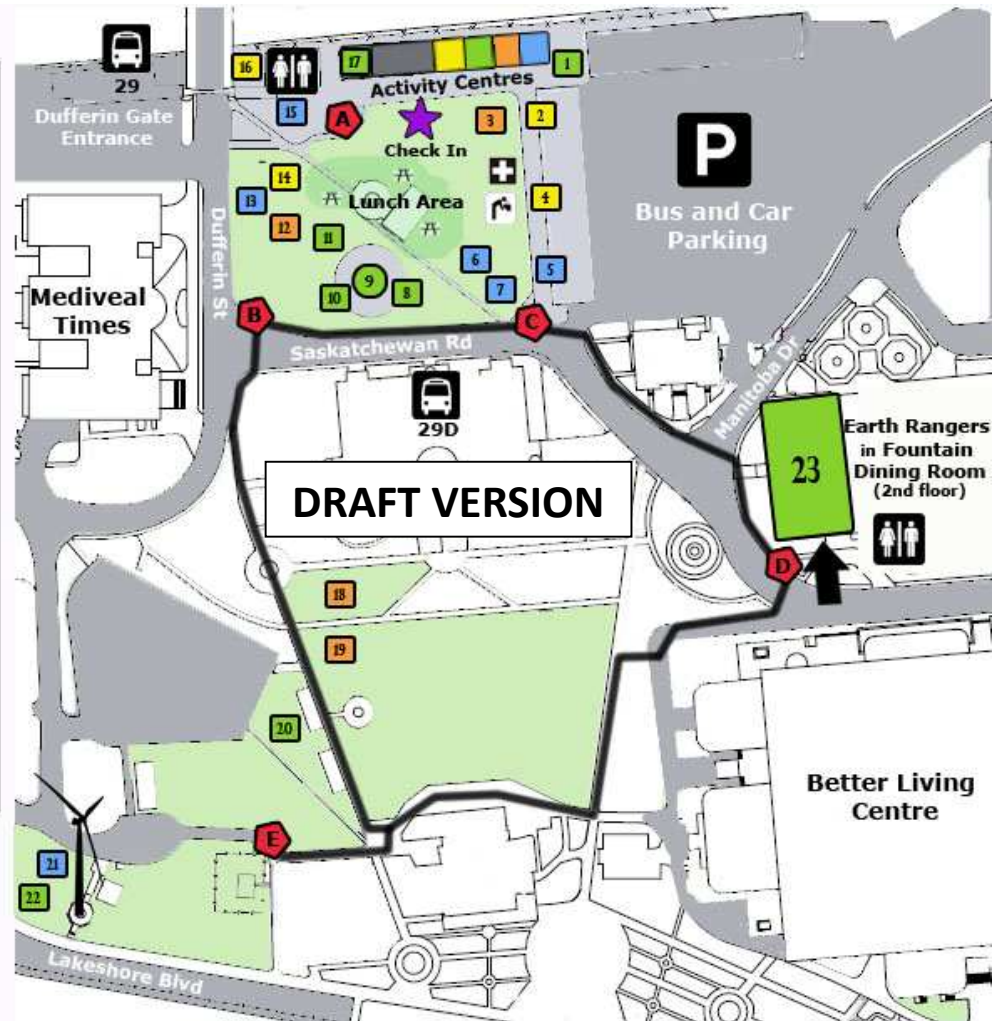 29
Dufferin Gate
Entrance
16
17
1
Activity Centres
15
A
3
2
Check In
14
4
13
Lunch Area
12
11
P
Bus and Car
Parking
Dufferin St
6
5
9
7
10
8
Mediveal
Times
B
C
Saskatchewan Rd
29D
Manitoba Dr
Earth Rangers
in Fountain
Dining Room
(2nd floor)
23
DRAFT VERSION
D
18
19
20
Better Living
Centre
E
21
22
Lakeshore Blvd